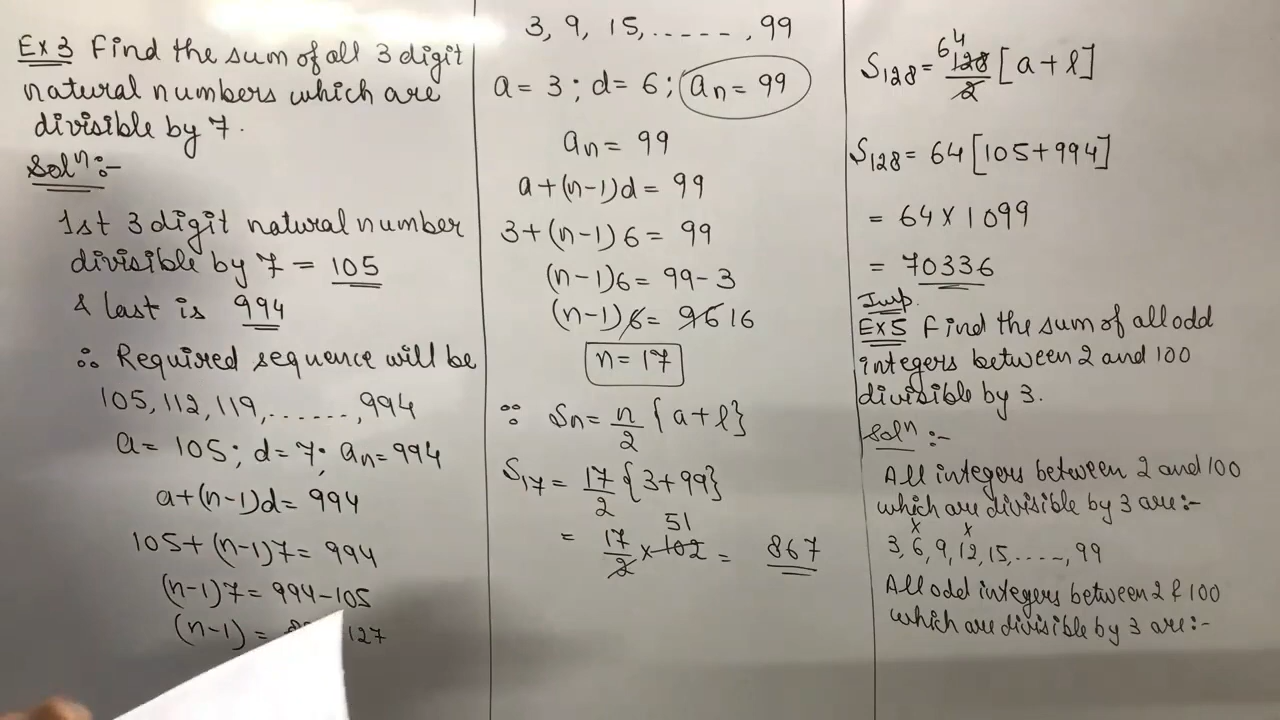 Ex 3 Find the sum of all 3 digit
natural numbers which are
divisible by 7.
Solⁿ:-
1st 3 digit natural number
divisible by 7 = 105
& last is 994
∴ Required sequence will be
105, 112, 119, ......., 994
a = 105; d = 7; an = 994
a+(n-1)d = 994
105+(n-1)7 = 994
(n-1)7 = 994-105
(n-1) = 127
3, 9, 15, ......, 99
a = 3; d = 6; an = 99
an = 99
a+(n-1)d = 99
3+(n-1)6 = 99
(n-1)6 = 99-3
(n-1)6 = 96 16
n = 17
∴ Sn = n/2 {a+l}
S17 = 17/2 {3+99}
51
= 17/2 × 102 = 867
64
S128 = 128/2 [a+l]
S128 = 64[105+994]
= 64×1099
= 70336
Imp.
Ex 5 Find the sum of all odd
integers between 2 and 100
divisible by 3.
Solⁿ:-
All integers between 2 and 100
which are divisible by 3 are:-
x x
3, 6, 9, 12, 15, ......, 99
All odd integers between 2 & 100
which are divisible by 3 are:-